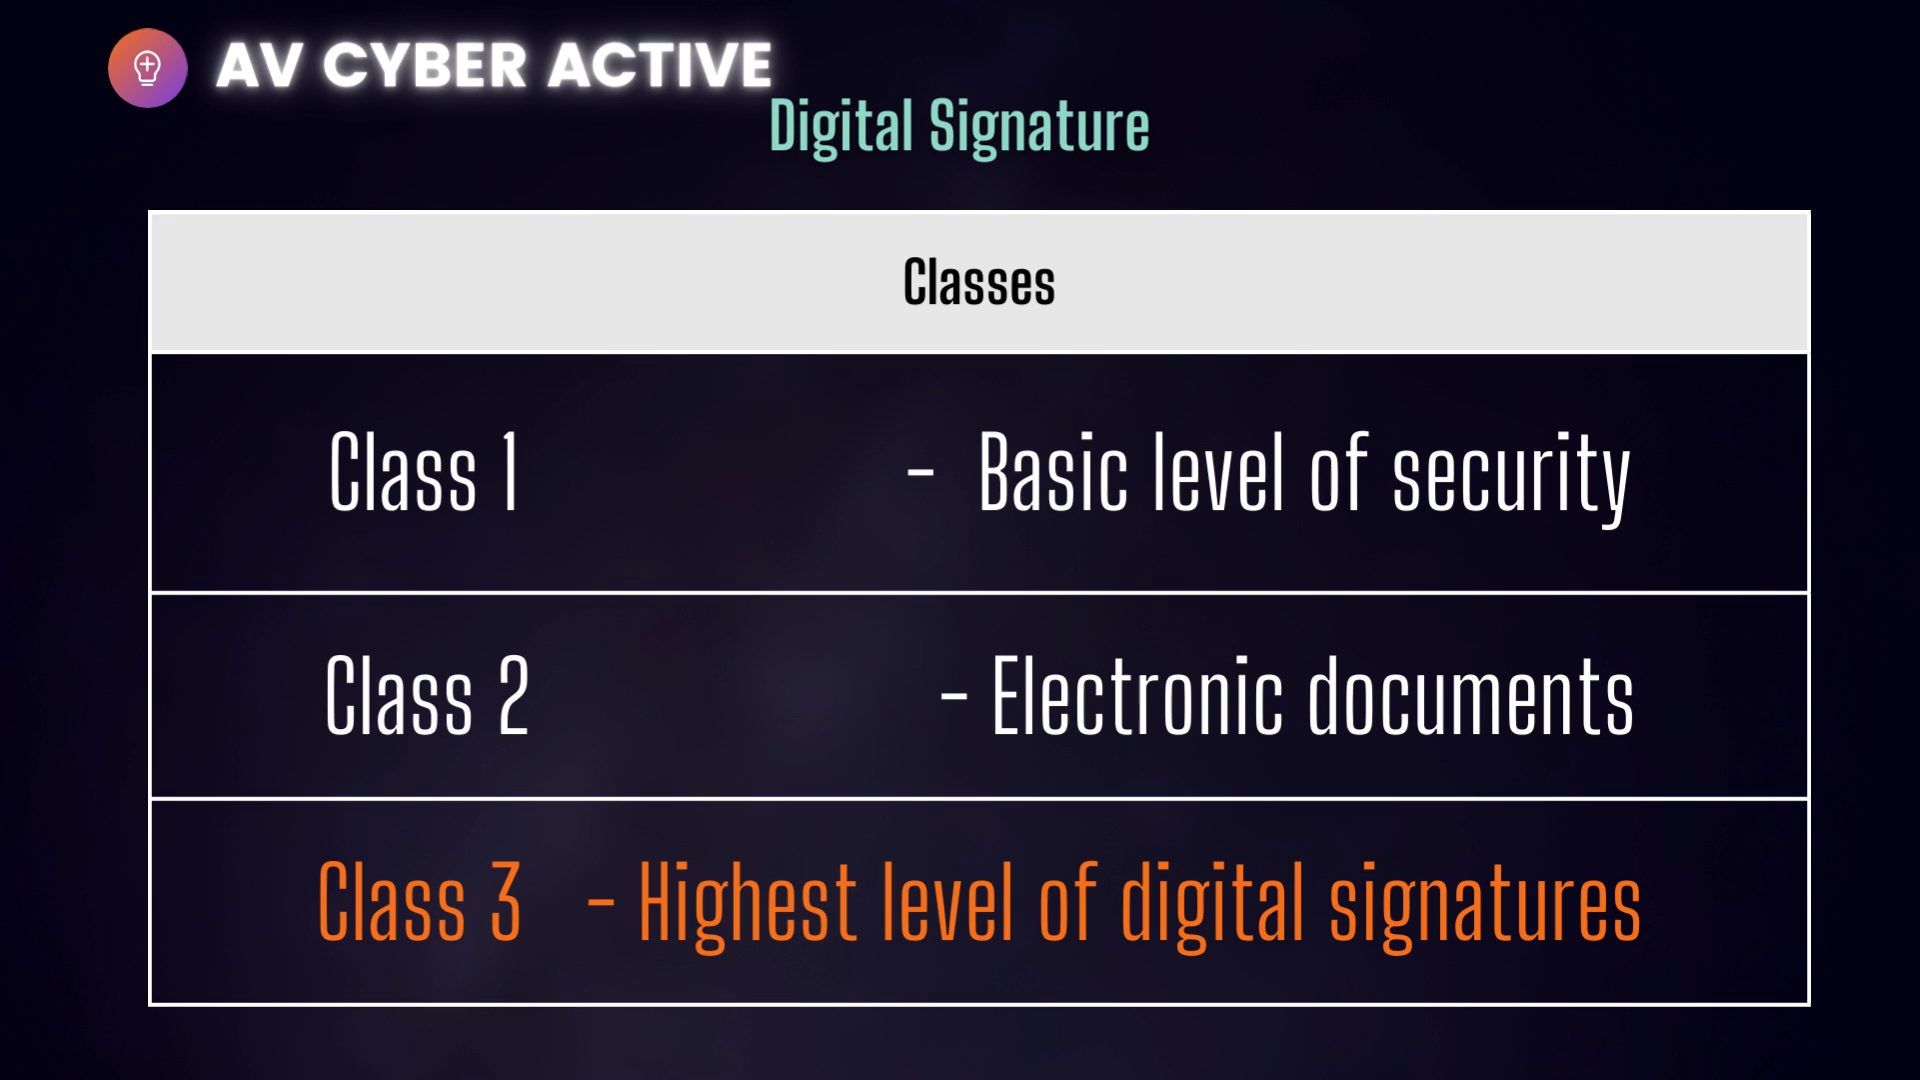 AV CYBER ACTIVE
Digital Signature
Classes
Class 1 - Basic level of security
Class 2 - Electronic documents
Class 3 - Highest level of digital signatures